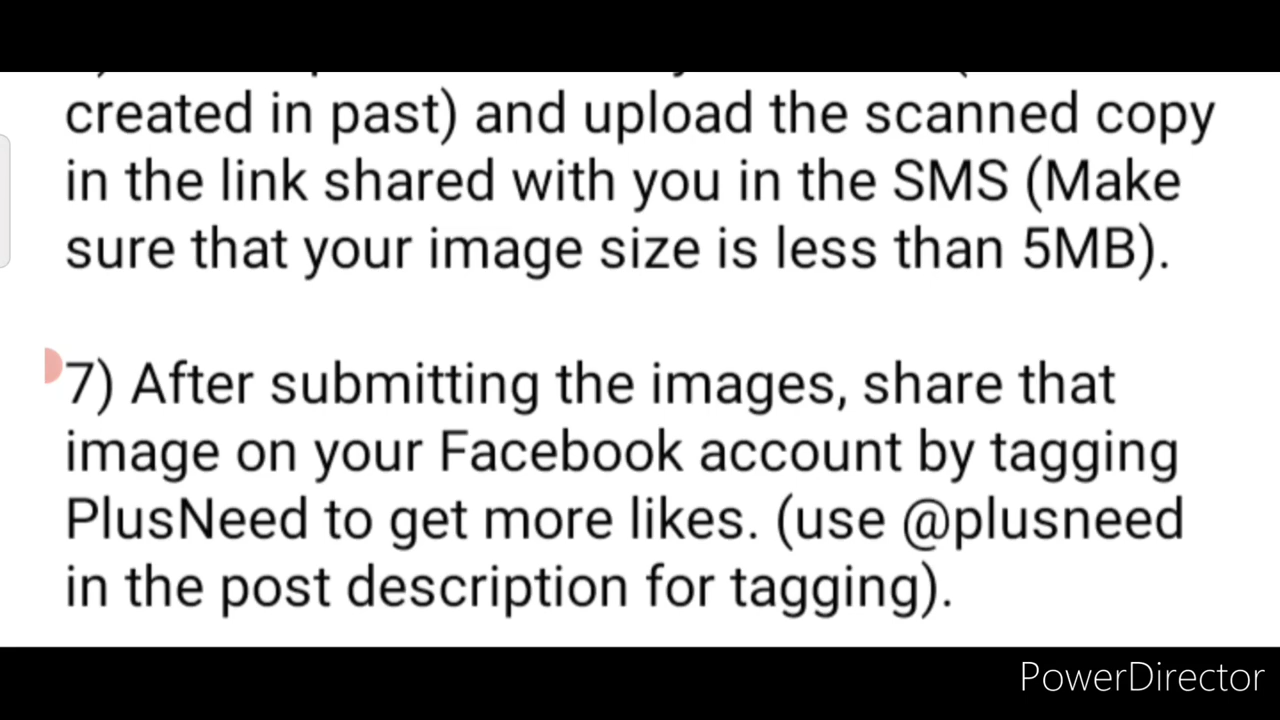 created in past) and upload the scanned copy
in the link shared with you in the SMS (Make
sure that your image size is less than 5MB).
7) After submitting the images, share that
image on your Facebook account by tagging
PlusNeed to get more likes. (use @plusneed
in the post description for tagging).
PowerDirector